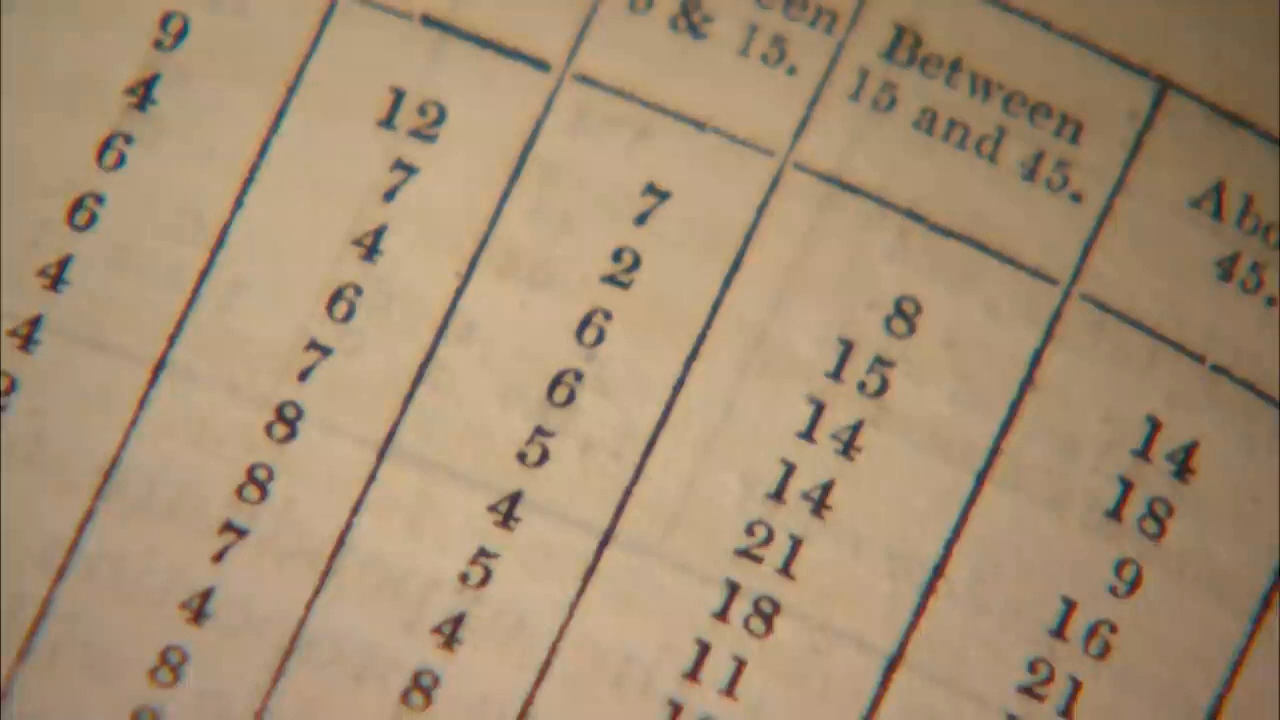 & 15.
Between
15 and 45.
45.
9 12 7 8 14
4 7 2 15 18
6 4 6 14 9
6 6 6 14 16
4 7 5 21 21
4 8 4 18
8 5 11
7 4
4 8
8